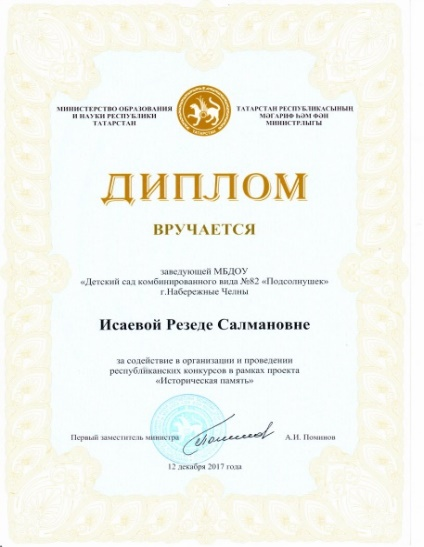 МИНИСТЕРСТВО ОБРАЗОВАНИЯ
И НАУКИ РЕСПУБЛИКИ
ТАТАРСТАН
ТАТАРСТАН РЕСПУБЛИКАСЫНЫҢ
МӘГАРИФ ҺӘМ ФӘН
МИНИСТРЛЫГЫ
ДИПЛОМ
ВРУЧАЕТСЯ
заведующей МБДОУ
«Детский сад комбинированного вида №82 «Подсолнушек»
г.Набережные Челны
Исаевой Резеде Салмановне
за содействие в организации и проведении
республиканских конкурсов в рамках проекта
«Историческая память»
Первый заместитель министра
А.И. Поминов
12 декабря 2017 года